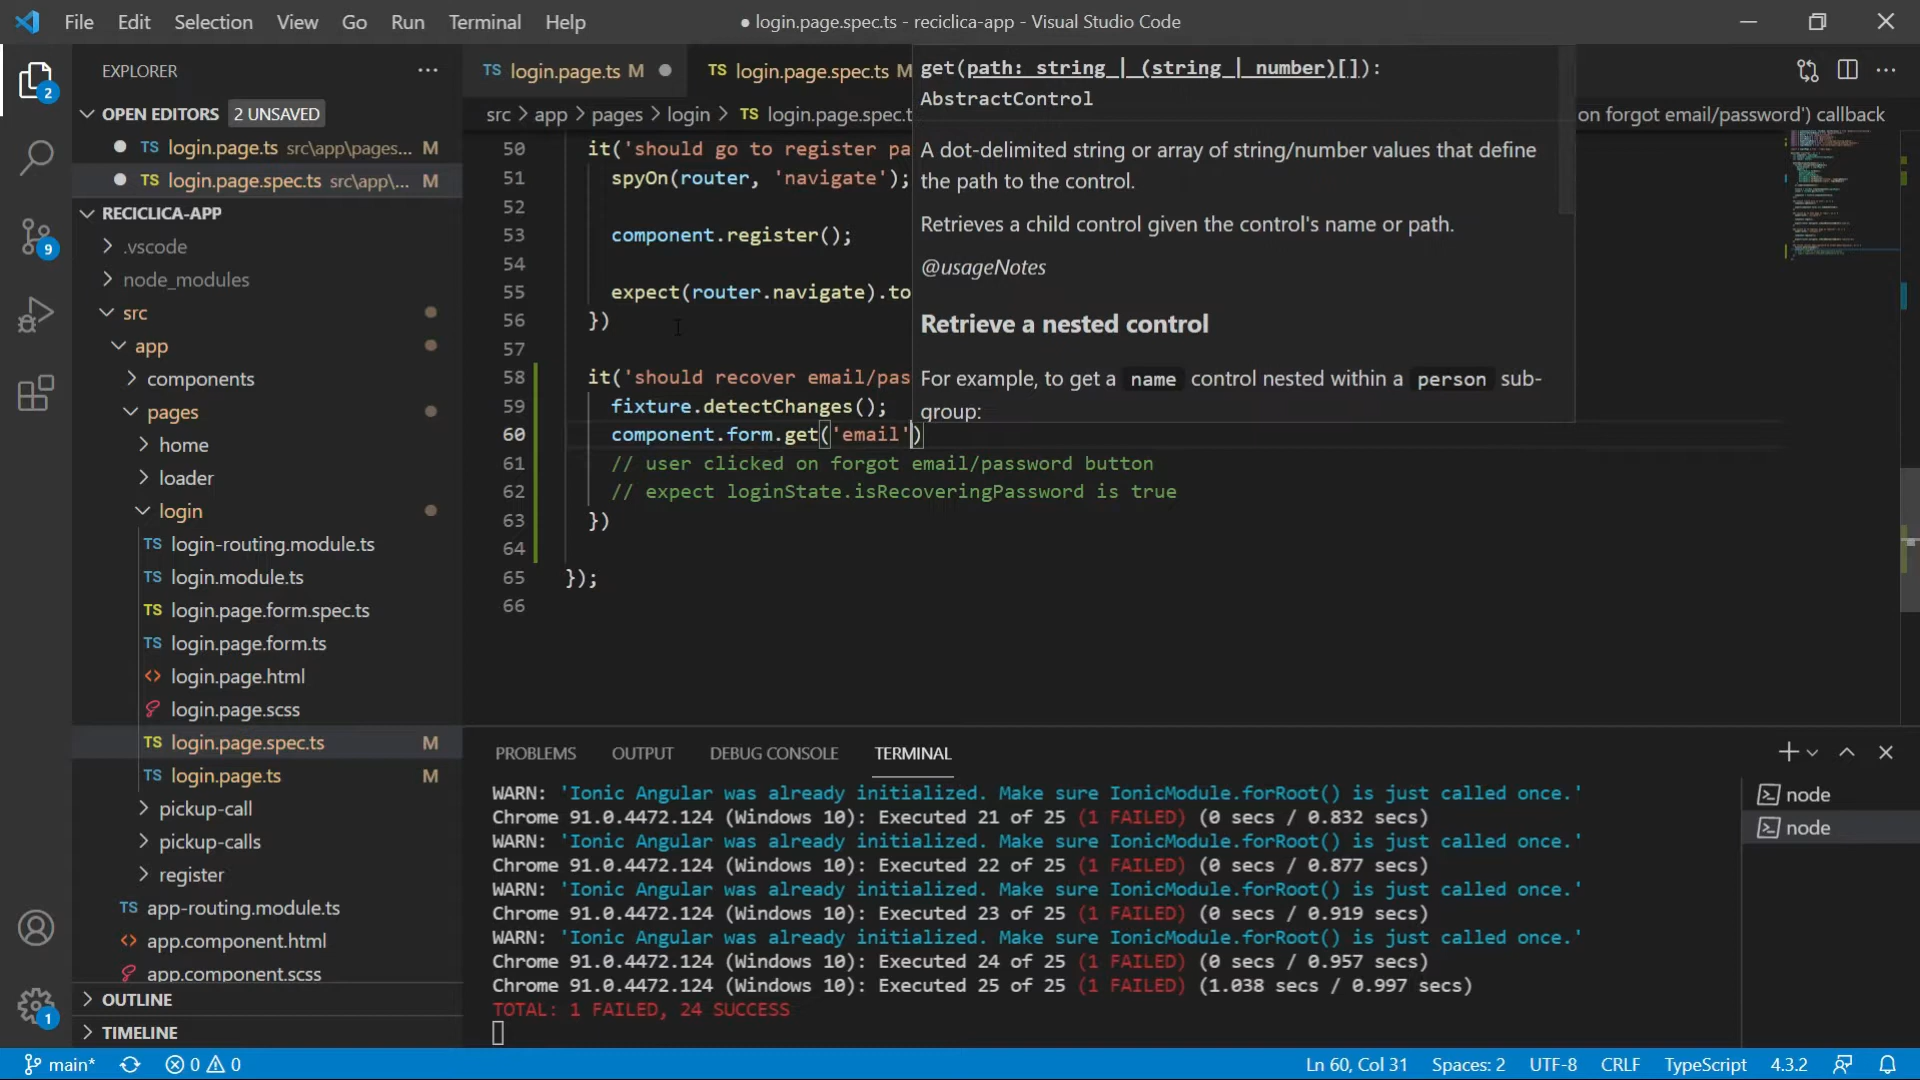 File Edit Selection View Go Run Terminal Help
● login.page.spec.ts - reciclica-app - Visual Studio Code
EXPLORER
OPEN EDITORS 2 UNSAVED
TS login.page.ts src\app\pages... M
TS login.page.spec.ts src\app\... M
RECICLICA-APP
.vscode
node_modules
src
app
components
pages
home
loader
login
TS login-routing.module.ts
TS login.module.ts
TS login.page.form.spec.ts
TS login.page.form.ts
<> login.page.html
login.page.scss
TS login.page.spec.ts M
TS login.page.ts M
pickup-call
pickup-calls
register
TS app-routing.module.ts
<> app.component.html
app.component.scss
OUTLINE
TIMELINE
2
9
1
TS login.page.ts M
TS login.page.spec.ts M
src > app > pages > login > TS login.page.spec.t
on forgot email/password') callback
50 it('should go to register pa
51 spyOn(router, 'navigate');
52
53 component.register();
54
55 expect(router.navigate).to
56 })
57
58 it('should recover email/pas
59 fixture.detectChanges();
60 component.form.get('email')
61 // user clicked on forgot email/password button
62 // expect loginState.isRecoveringPassword is true
63 })
64
65 });
66
get(path: string | (string | number)[]):
AbstractControl
A dot-delimited string or array of string/number values that define
the path to the control.
Retrieves a child control given the control's name or path.
@usageNotes
Retrieve a nested control
For example, to get a name control nested within a person sub-
group:
PROBLEMS OUTPUT DEBUG CONSOLE TERMINAL
WARN: 'Ionic Angular was already initialized. Make sure IonicModule.forRoot() is just called once.'
Chrome 91.0.4472.124 (Windows 10): Executed 21 of 25 (1 FAILED) (0 secs / 0.832 secs)
WARN: 'Ionic Angular was already initialized. Make sure IonicModule.forRoot() is just called once.'
Chrome 91.0.4472.124 (Windows 10): Executed 22 of 25 (1 FAILED) (0 secs / 0.877 secs)
WARN: 'Ionic Angular was already initialized. Make sure IonicModule.forRoot() is just called once.'
Chrome 91.0.4472.124 (Windows 10): Executed 23 of 25 (1 FAILED) (0 secs / 0.919 secs)
WARN: 'Ionic Angular was already initialized. Make sure IonicModule.forRoot() is just called once.'
Chrome 91.0.4472.124 (Windows 10): Executed 24 of 25 (1 FAILED) (0 secs / 0.957 secs)
Chrome 91.0.4472.124 (Windows 10): Executed 25 of 25 (1 FAILED) (1.038 secs / 0.997 secs)
TOTAL: 1 FAILED, 24 SUCCESS
node
node
main* 0 0
Ln 60, Col 31 Spaces: 2 UTF-8 CRLF TypeScript 4.3.2